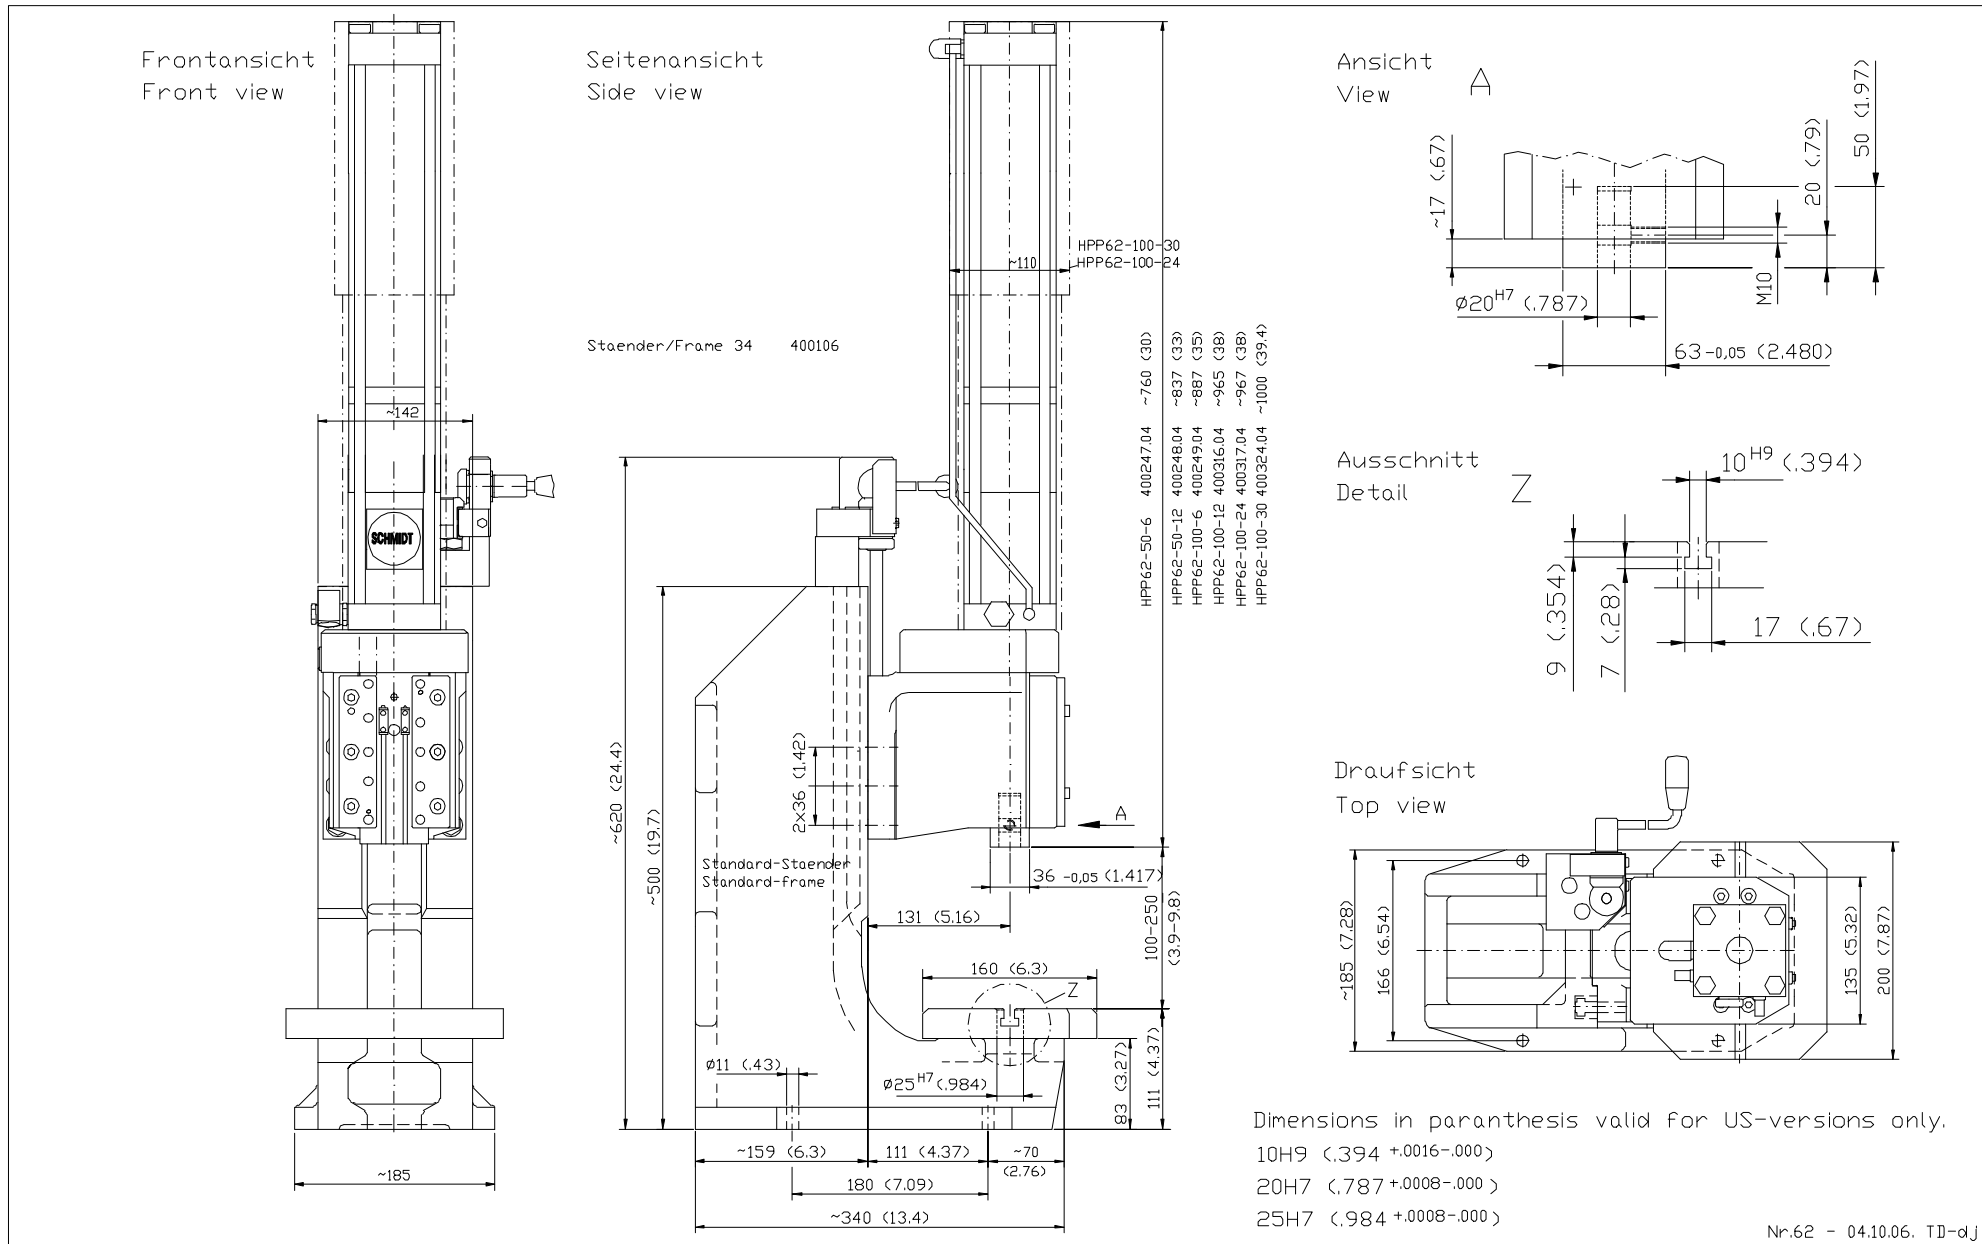 Frontansicht
Front view
~142
SCHMIDT
~185
Seitenansicht
Side view
Staender/Frame 34 400106
HPP62-100-30
HPP62-100-24
~110
HPP62-50-6 400247.04 ~760 (30)
HPP62-50-12 400248.04 ~837 (33)
HPP62-100-6 400249.04 ~887 (35)
HPP62-100-12 400316.04 ~965 (38)
HPP62-100-24 400317.04 ~967 (38)
HPP62-100-30 400324.04 ~1000 (39.4)
~620 (24.4)
~500 (19.7)
2x36 (1.42)
A
Standard-Staender
Standard-frame
36 -0,05 (1.417)
131 (5.16)
100-250
(3.9-9.8)
160 (6.3)
Z
Ø11 (.43)
Ø25 H7 (.984)
83 (3.27)
111 (4.37)
~159 (6.3)
111 (4.37)
~70
(2.76)
180 (7.09)
~340 (13.4)
Ansicht
View
A
~17 (.67)
20 (.79)
50 (1.97)
M10
Ø20 H7 (.787)
63 -0,05 (2.480)
Ausschnitt
Detail
Z
10 H9 (.394)
9 (.354)
7 (.28)
17 (.67)
Draufsicht
Top view
~185 (7.28)
166 (6.54)
135 (5.32)
200 (7.87)
Dimensions in paranthesis valid for US-versions only.
10H9 (.394 +.0016-.000)
20H7 (.787 +.0008-.000 )
25H7 (.984 +.0008-.000)
Nr.62 - 04.10.06. TD-dj